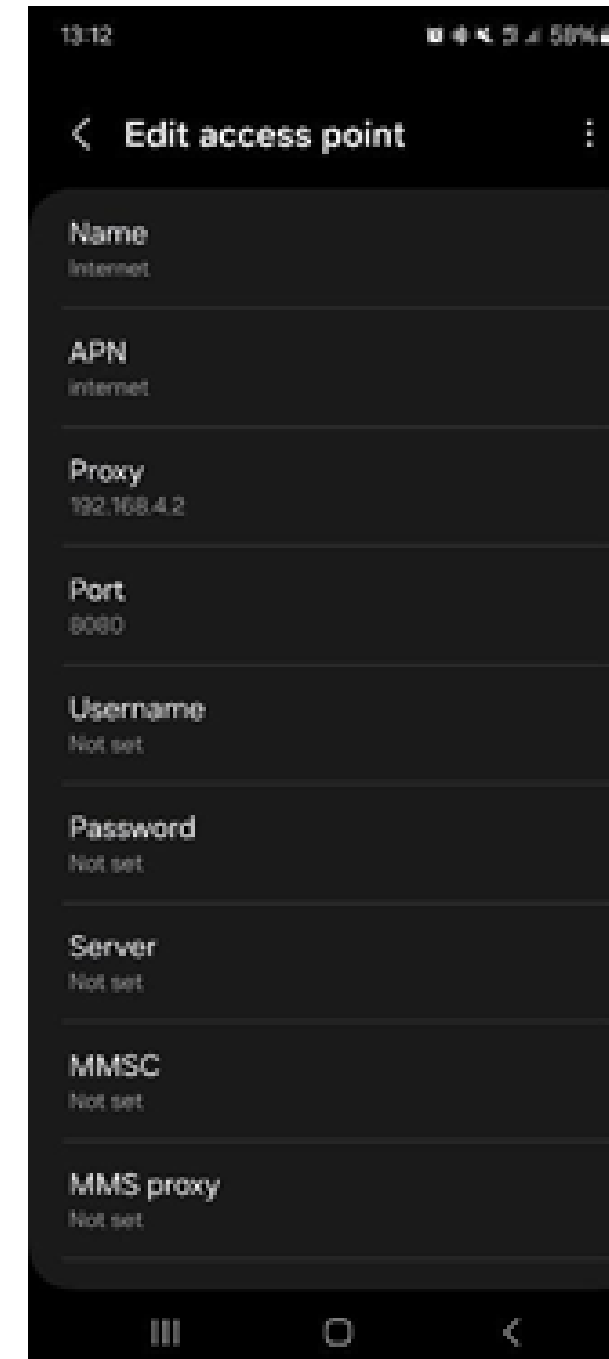 13:12
58%
Edit access point
Name
Internet
APN
internet
Proxy
192.168.4.2
Port
8080
Username
Not set
Password
Not set
Server
Not set
MMSC
Not set
MMS proxy
Not set